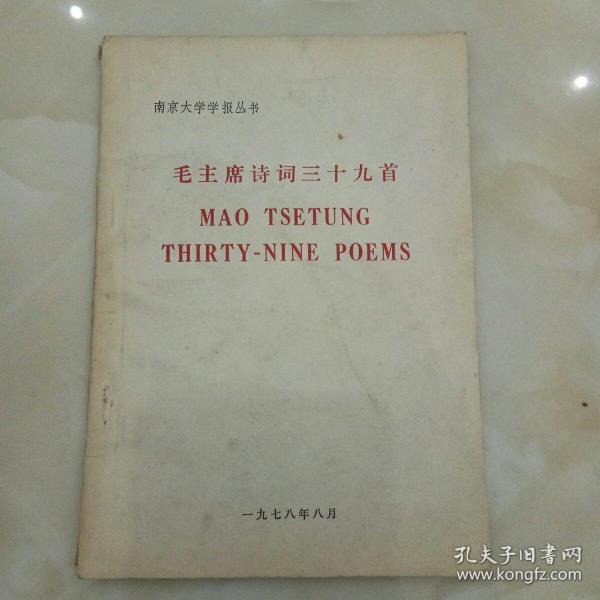 南京大学学报丛书
毛主席诗词三十九首
MAO TSETUNG
THIRTY-NINE POEMS
一九七八年八月
孔夫子旧书网
www.kongfz.com